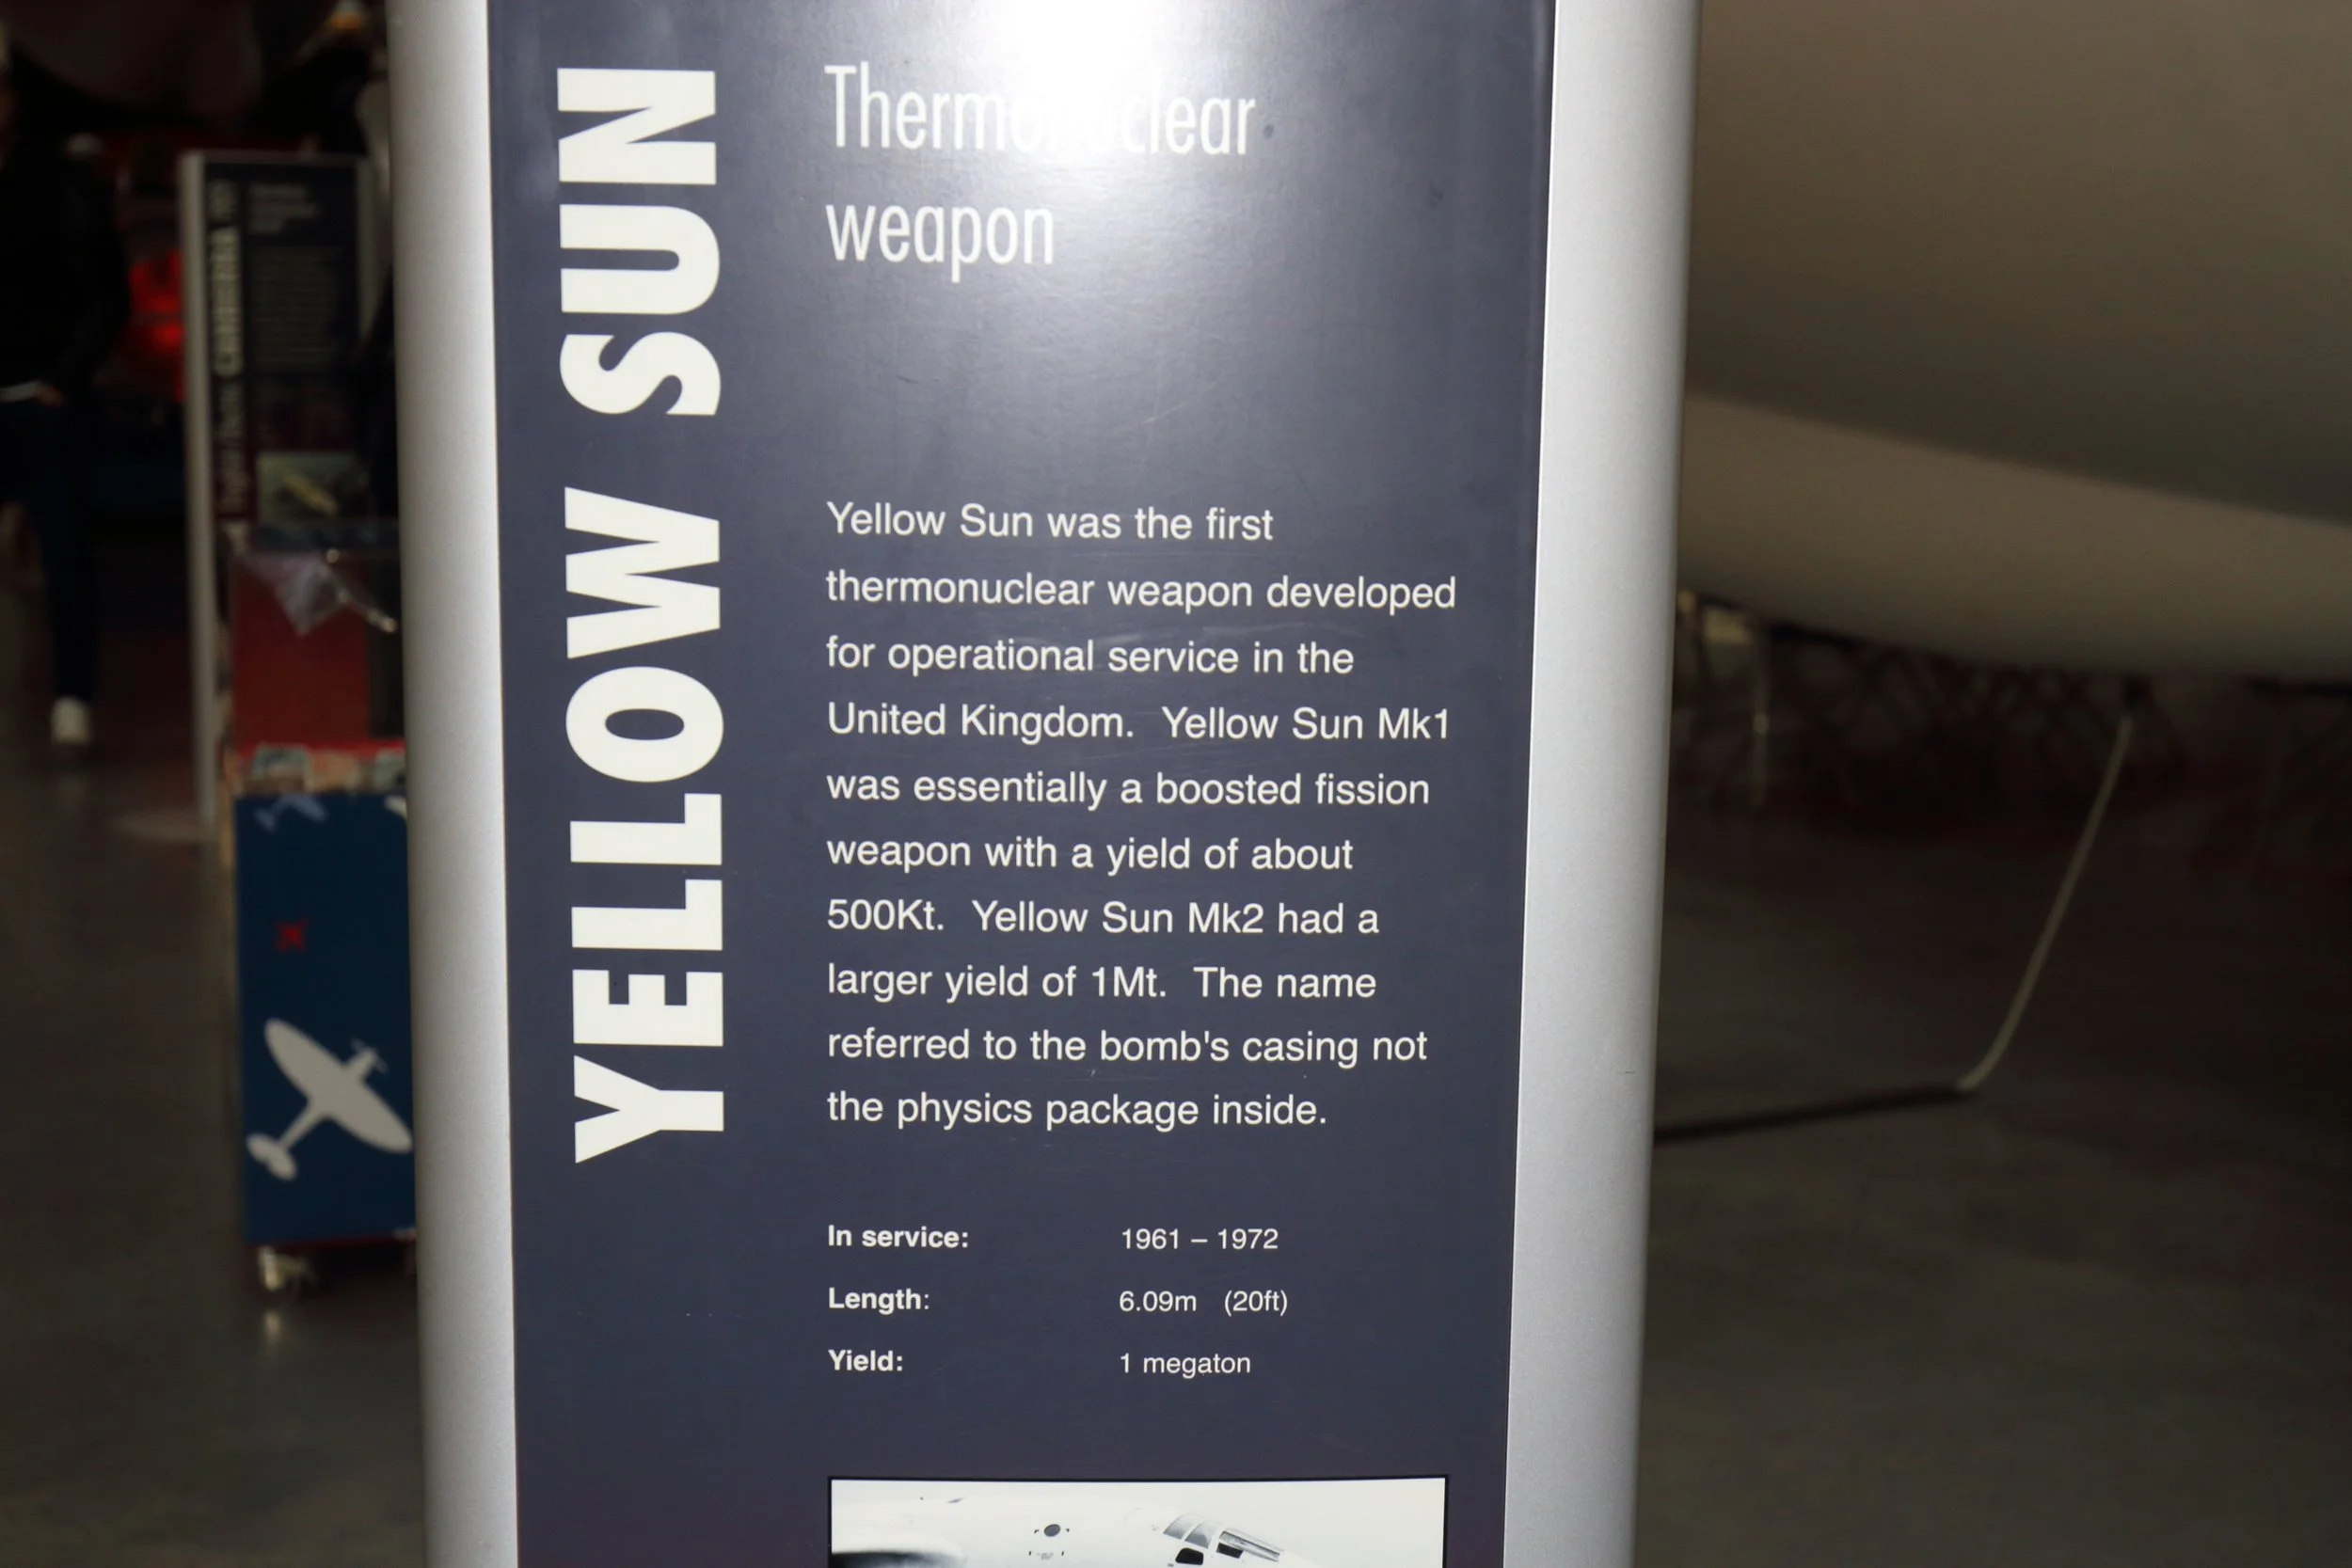 YELLOW SUN
Thermonuclear
weapon
Yellow Sun was the first
thermonuclear weapon developed
for operational service in the
United Kingdom.  Yellow Sun Mk1
was essentially a boosted fission
weapon with a yield of about
500Kt.  Yellow Sun Mk2 had a
larger yield of 1Mt.  The name
referred to the bomb's casing not
the physics package inside.
In service: 1961 – 1972
Length: 6.09m (20ft)
Yield: 1 megaton
CANBERRA